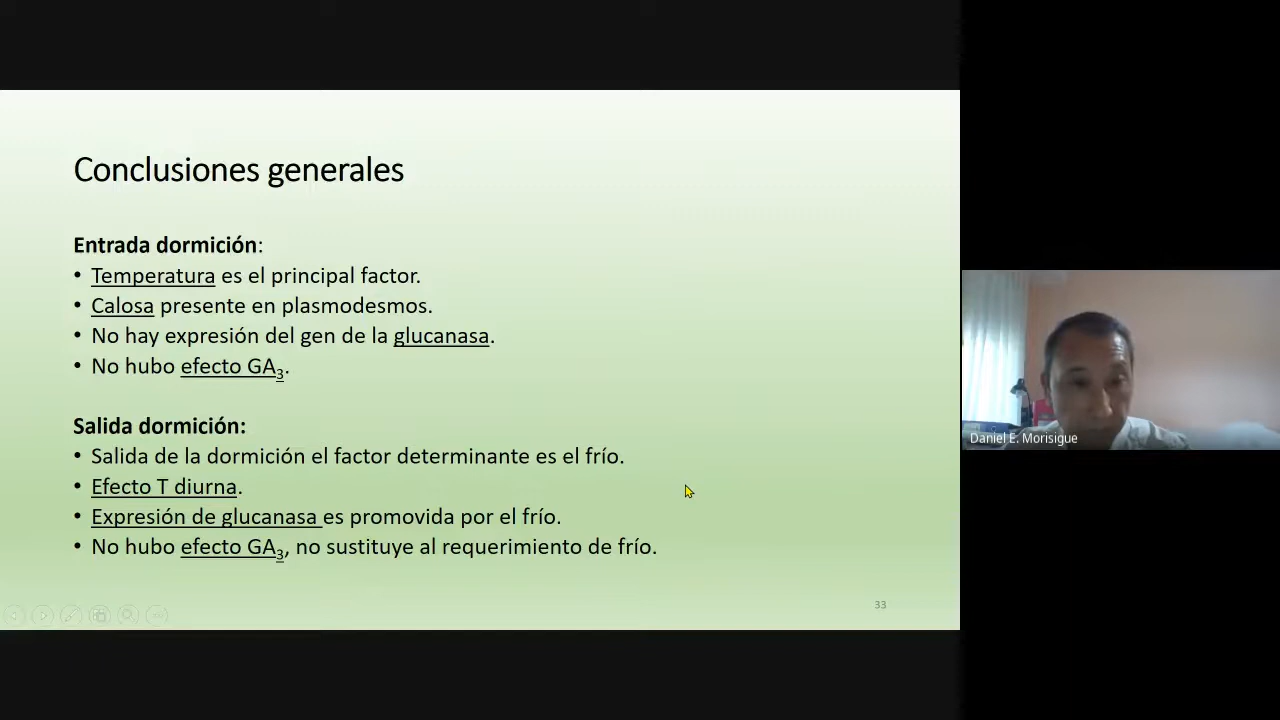 Conclusiones generales
Entrada dormición:
• Temperatura es el principal factor.
• Calosa presente en plasmodesmos.
• No hay expresión del gen de la glucanasa.
• No hubo efecto GA₃.
Salida dormición:
• Salida de la dormición el factor determinante es el frío.
• Efecto T diurna.
• Expresión de glucanasa es promovida por el frío.
• No hubo efecto GA₃, no sustituye al requerimiento de frío.
33
Daniel E. Morisigue